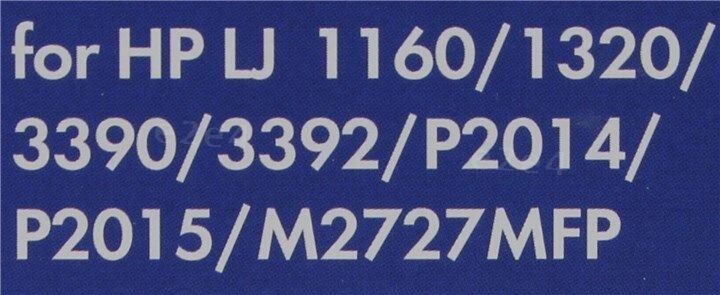 for HP LJ 1160/1320/
3390/3392/P2014/
P2015/M2727MFP